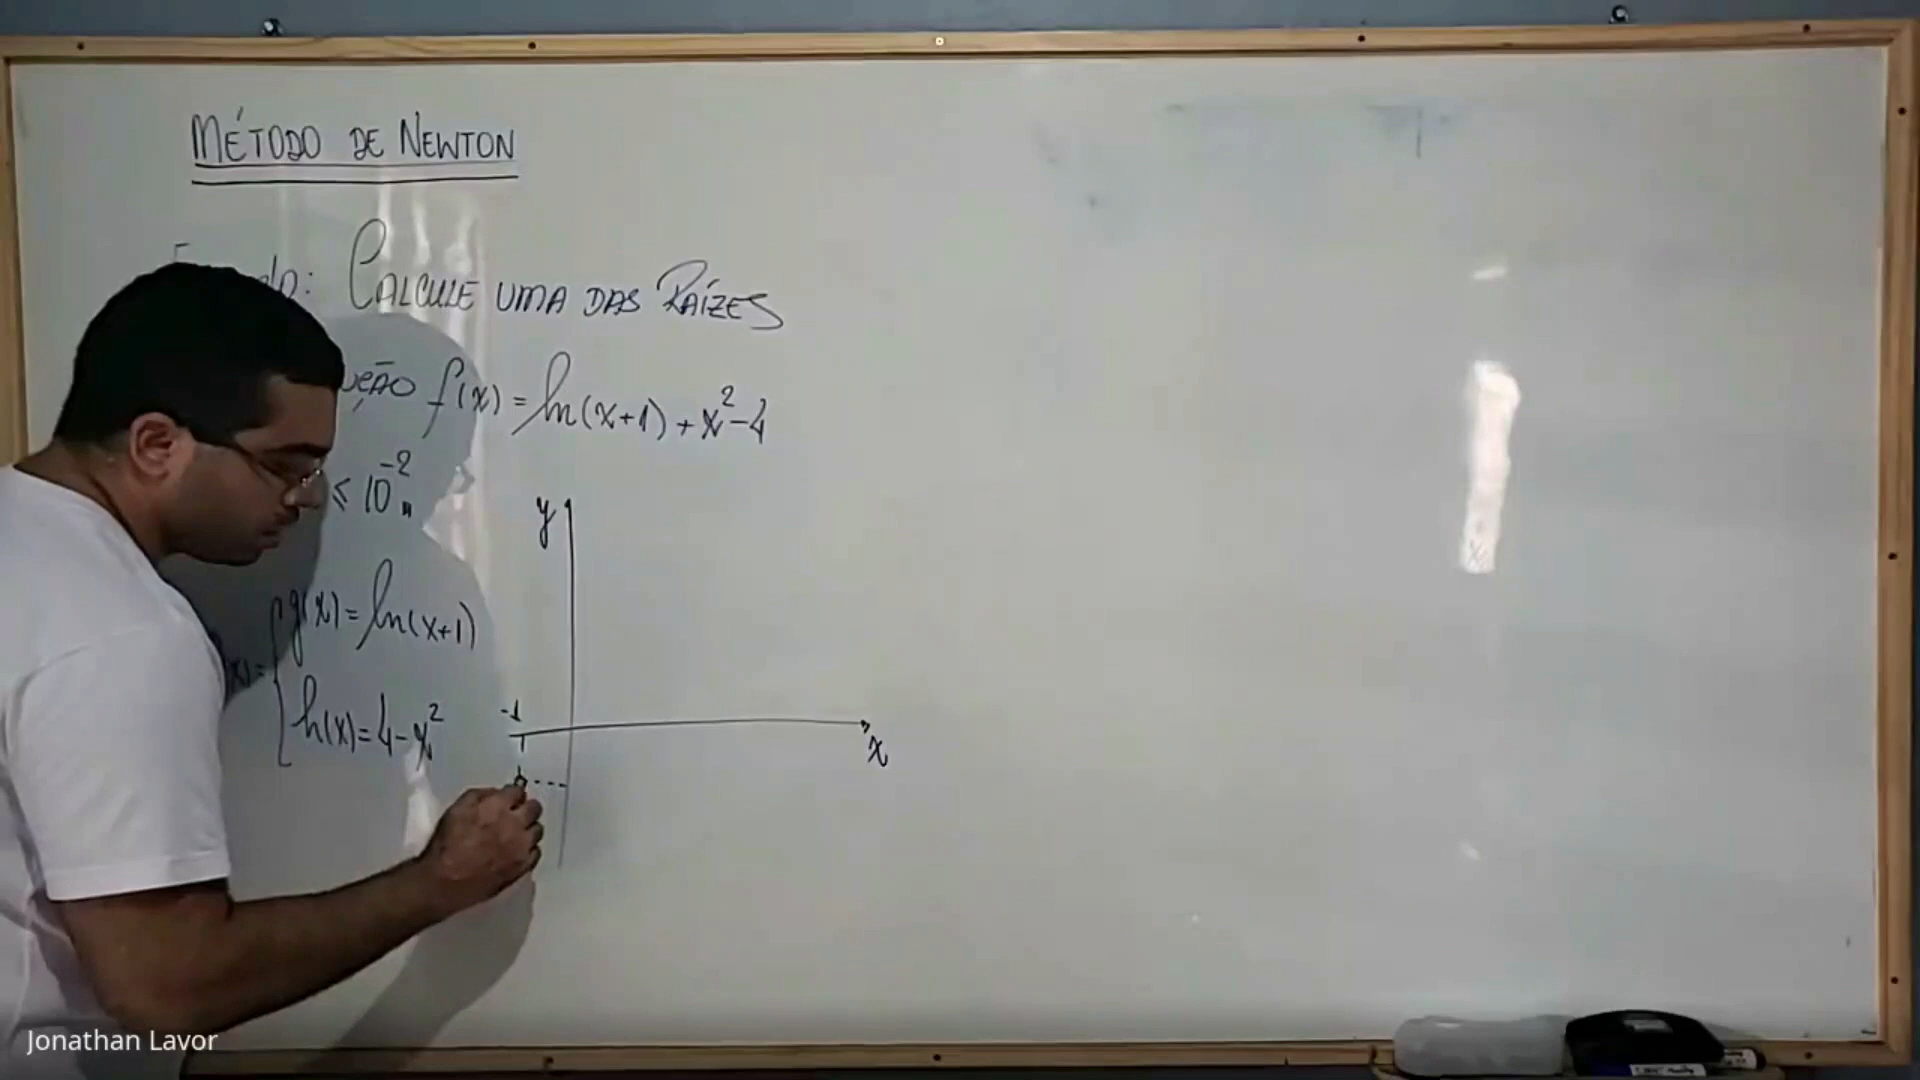 MÉTODO DE NEWTON
CALCULE UMA DAS RAÍZES
f(x) = ln(x+1) + x² - 4
≤ 10⁻²
y
g(x) = ln(x+1)
h(x) = 4 - x²
-1
x
Jonathan Lavor